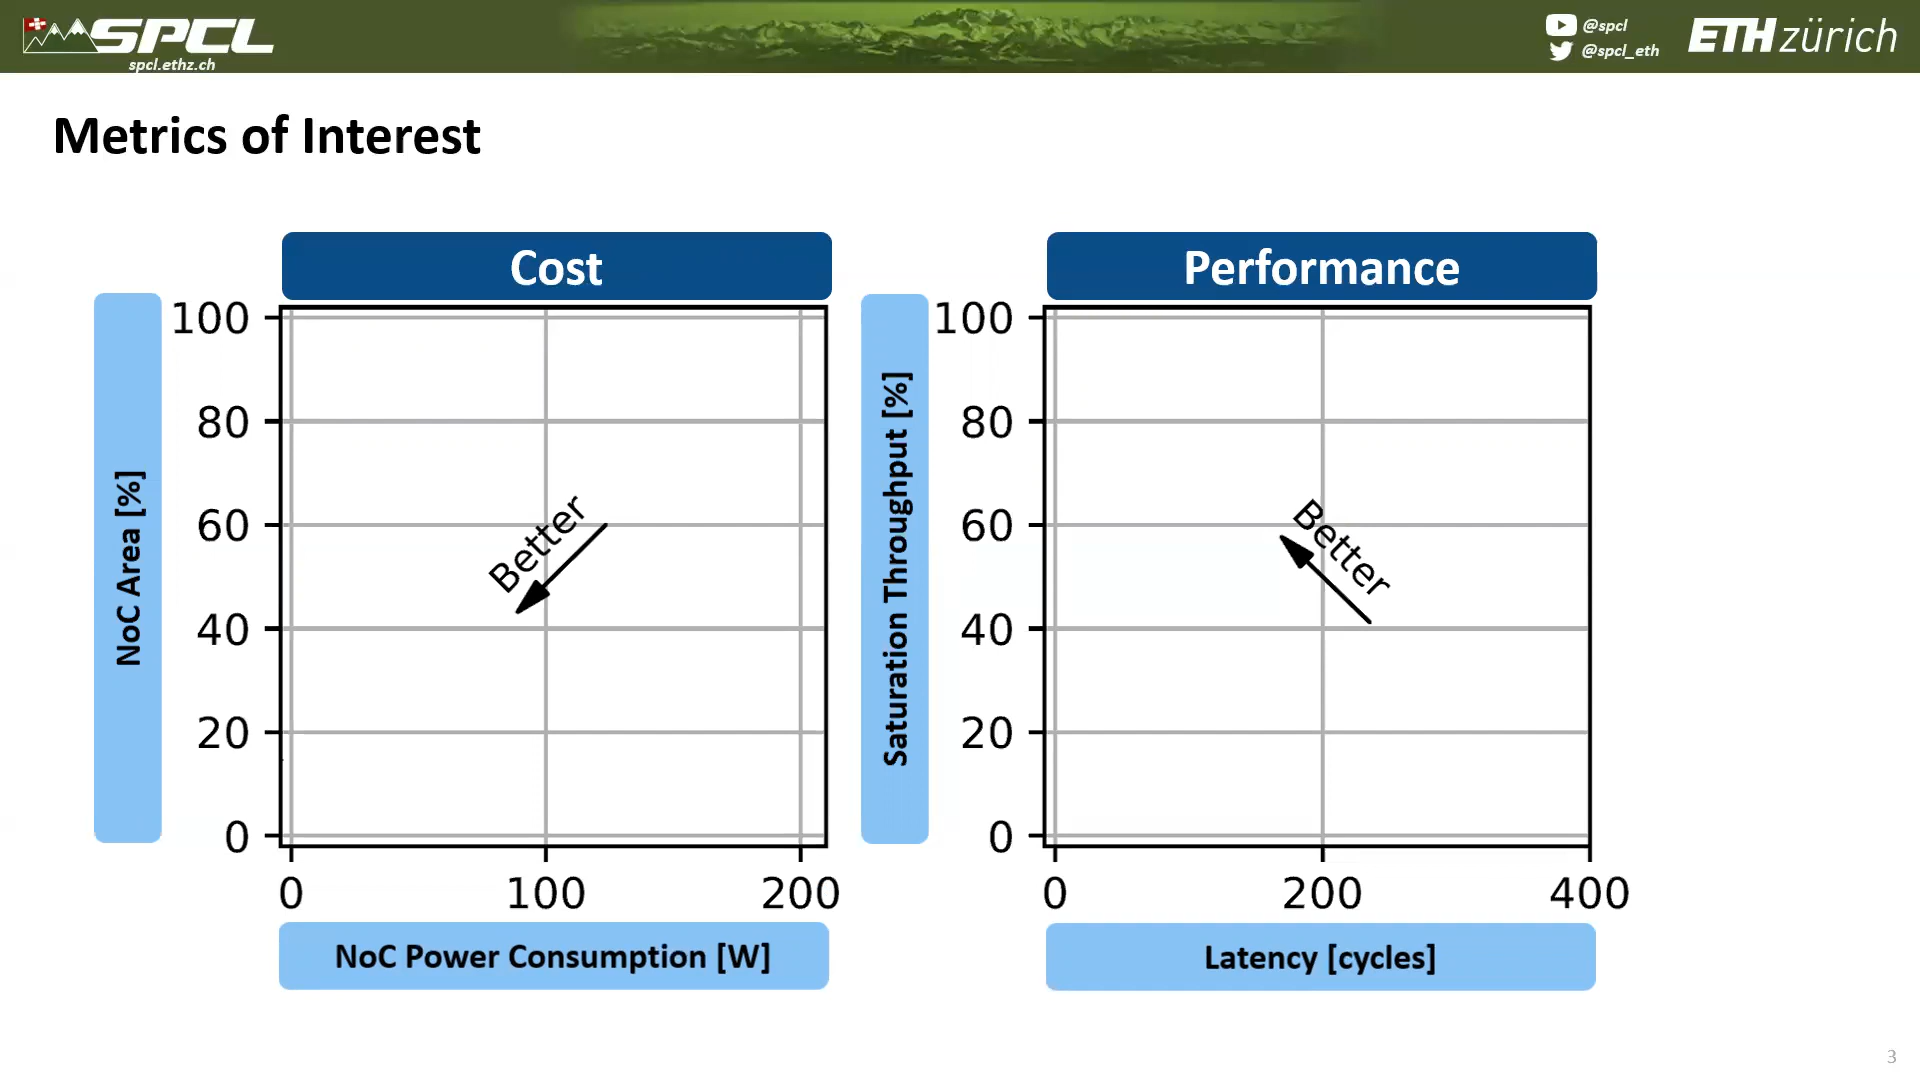 SPCL
spcl.ethz.ch
@spcl
@spcl_eth
ETH zürich
Metrics of Interest
Cost
NoC Area [%]
100
80
60
40
20
0
Better
0 100 200
NoC Power Consumption [W]
Performance
Saturation Throughput [%]
100
80
60
40
20
0
Better
0 200 400
Latency [cycles]
3